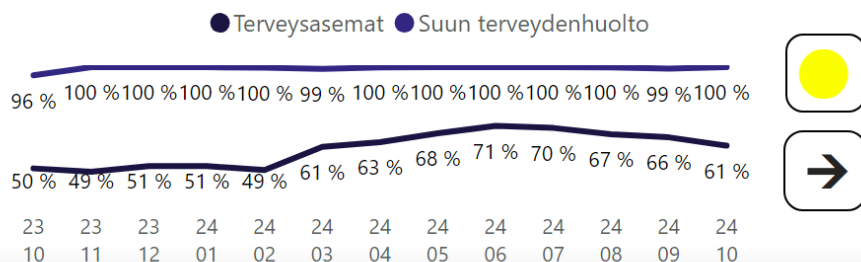 Terveysasemat Suun terveydenhuolto
96 % 100 % 100 % 100 % 100 % 99 % 100 % 100 % 100 % 100 % 100 % 99 % 100 %
50 % 49 % 51 % 51 % 49 % 61 % 63 % 68 % 71 % 70 % 67 % 66 % 61 %
23 23 23 24 24 24 24 24 24 24 24 24 24
10 11 12 01 02 03 04 05 06 07 08 09 10